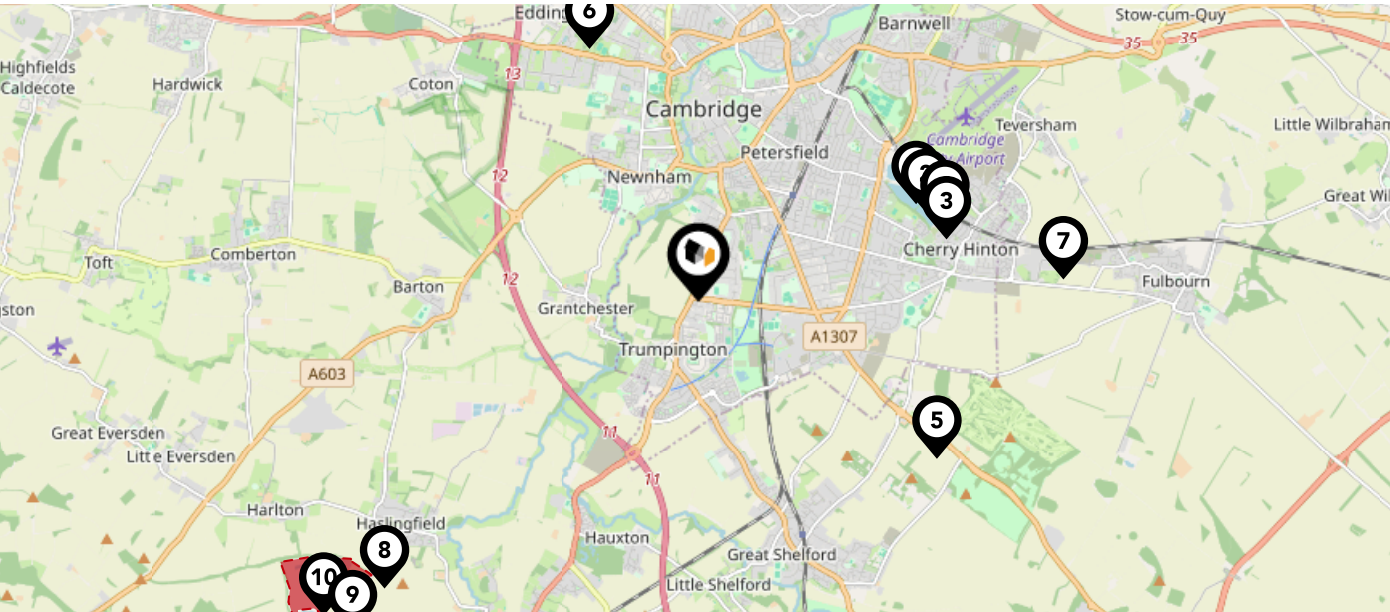 6
Edding
Barnwell
Stow-cum-Quy
35
35
Highfields
Caldecote
Hardwick
Coton
13
Cambridge
Teversham
Little Wilbraham
Cambridge
Airport
Petersfield
12
Newnham
Great Wil
3
7
Toft
Comberton
Cherry Hinton
Barton
12
Fulbourn
Grantchester
gston
A1307
Trumpington
A603
5
Great Eversden
Little Eversden
11
11
Harlton
Haslingfield
8
Hauxton
Great Shelford
10
9
Little Shelford